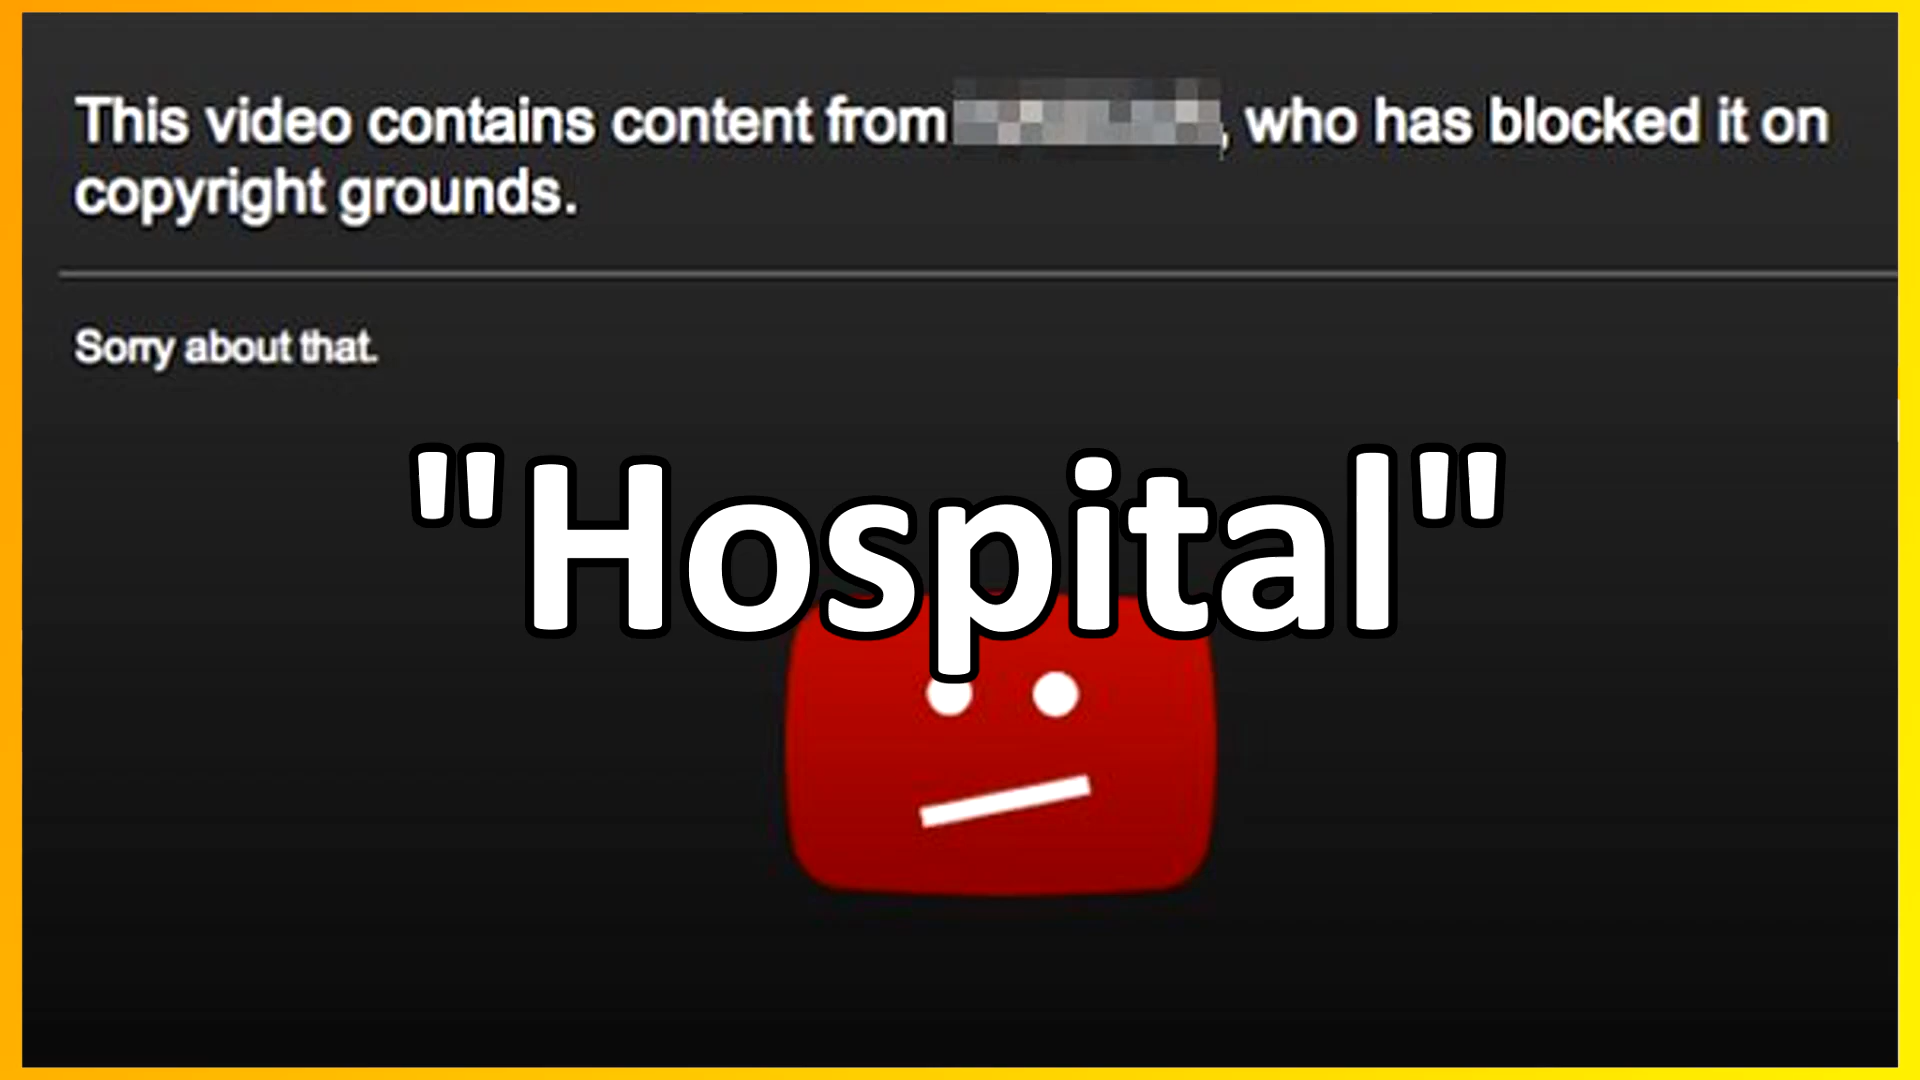 This video contains content from , who has blocked it on
copyright grounds.
Sorry about that.
"Hospital"